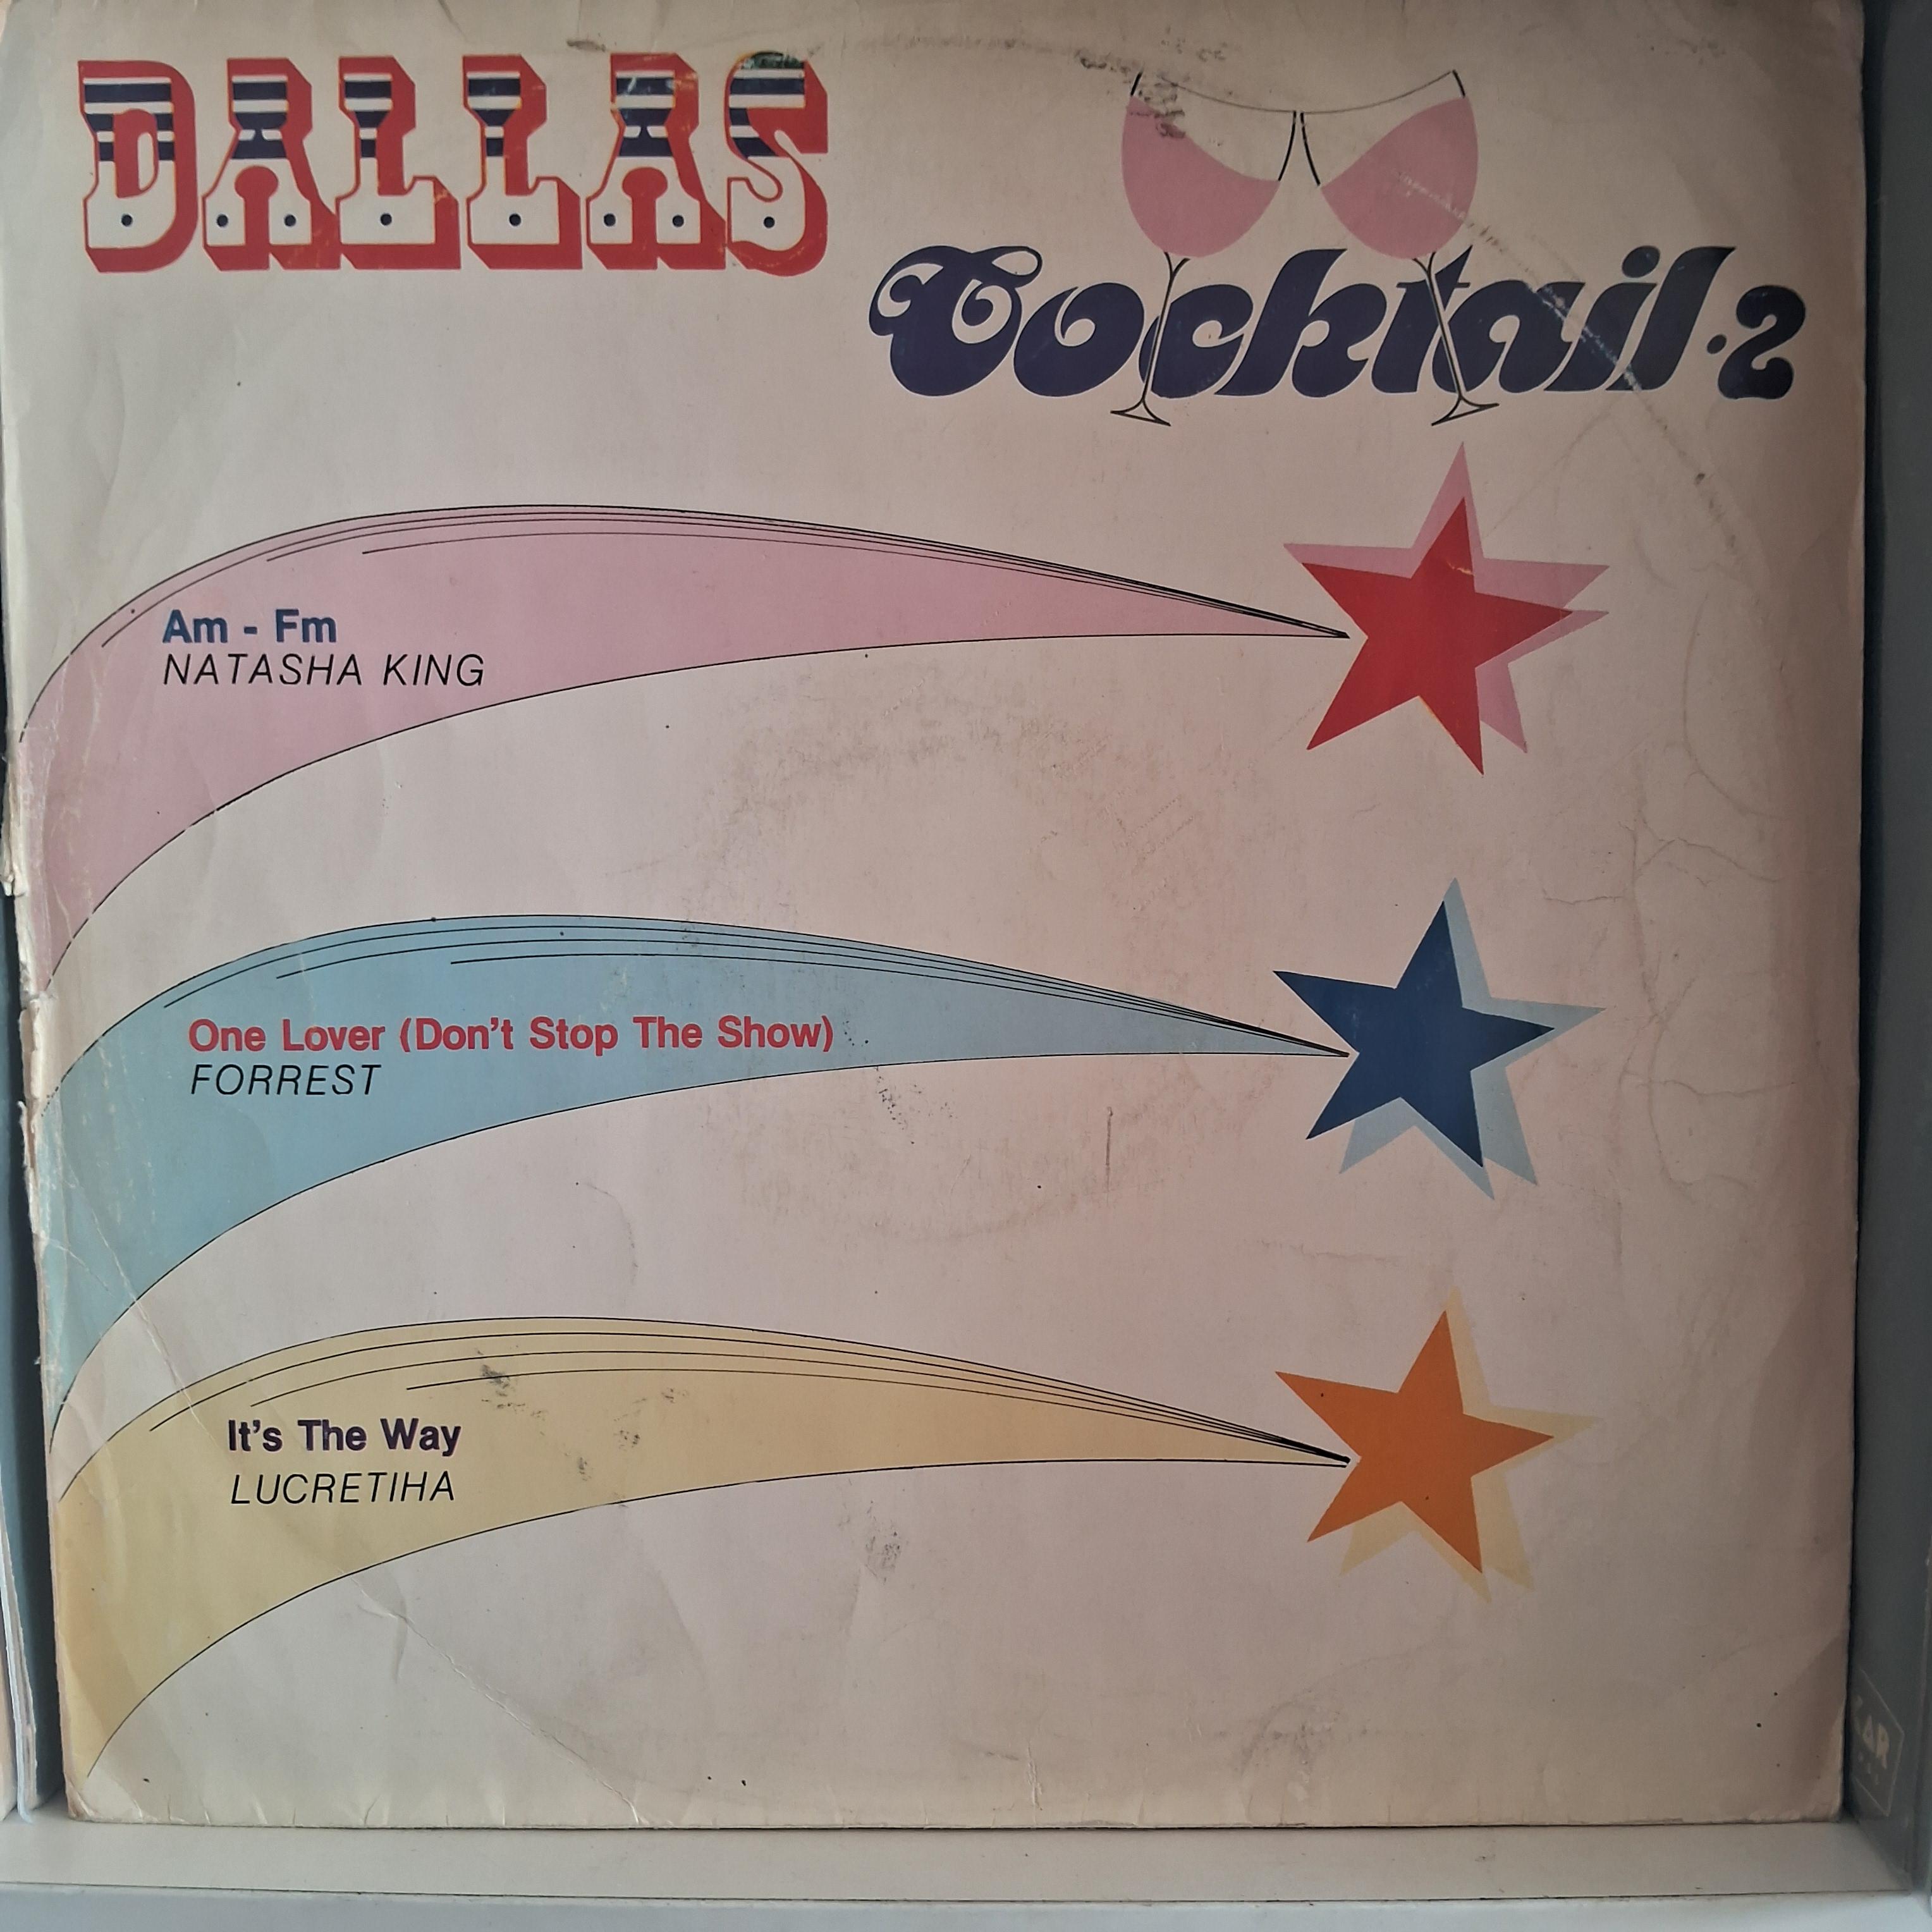 DALLAS
Cocktail·2
Am - Fm
NATASHA KING
One Lover (Don't Stop The Show)
FORREST
It's The Way
LUCRETIHA